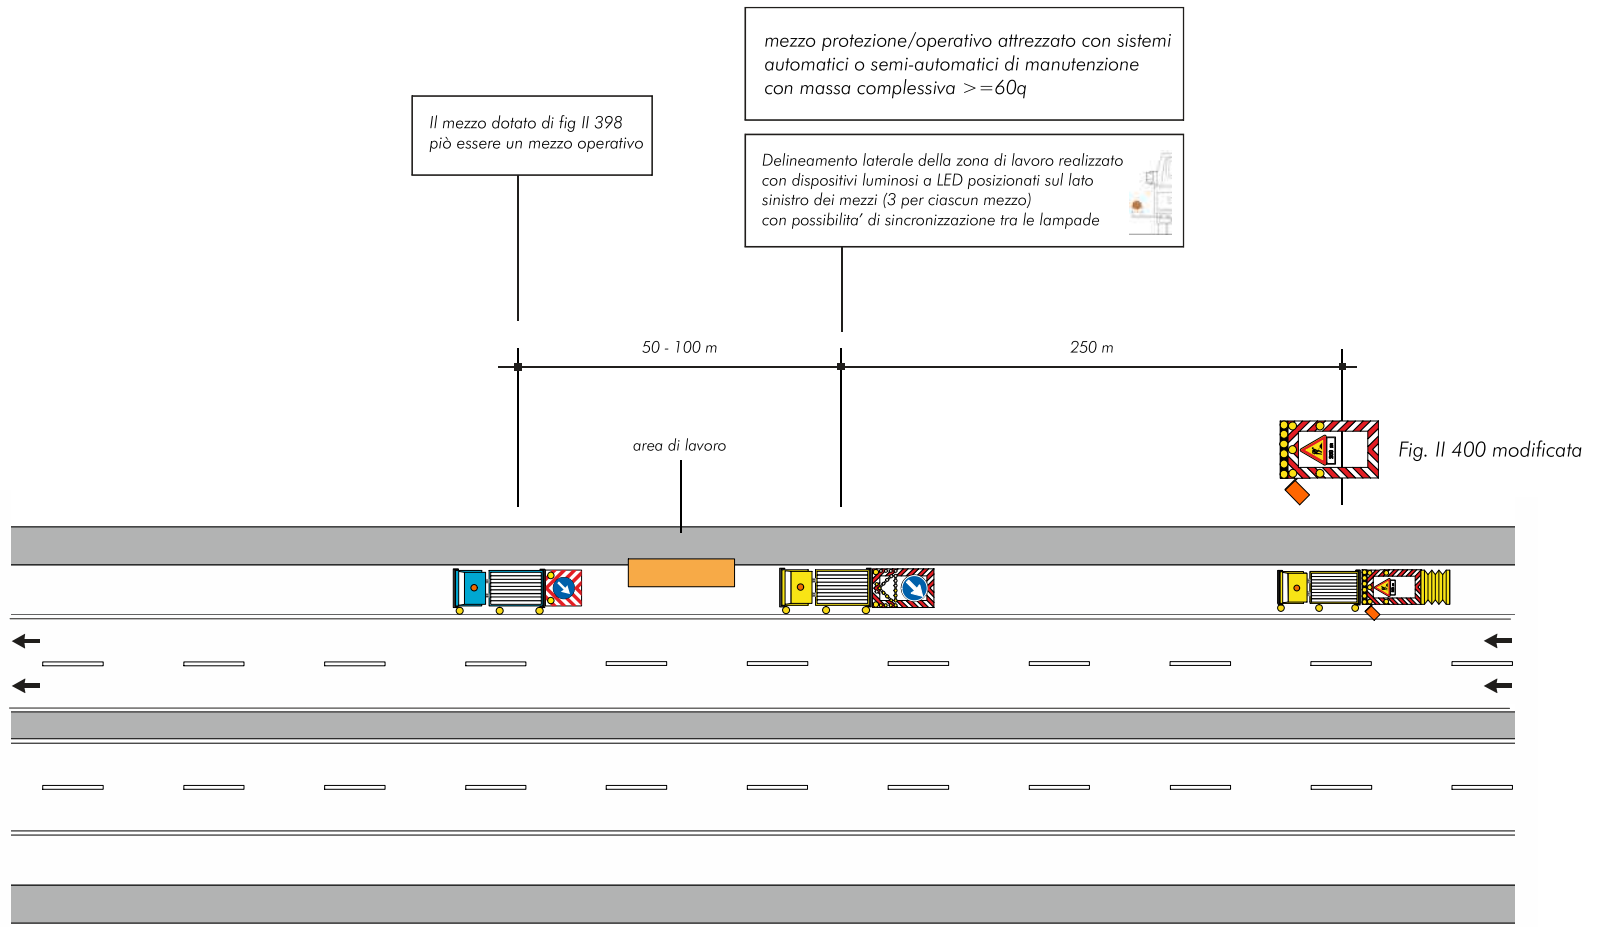 mezzo protezione/operativo attrezzato con sistemi
automatici o semi-automatici di manutenzione
con massa complessiva >=60q
Il mezzo dotato di fig II 398
piò essere un mezzo operativo
Delineamento laterale della zona di lavoro realizzato
con dispositivi luminosi a LED posizionati sul lato
sinistro dei mezzi (3 per ciascun mezzo)
con possibilita’ di sincronizzazione tra le lampade
50 - 100 m
250 m
area di lavoro
Fig. II 400 modificata